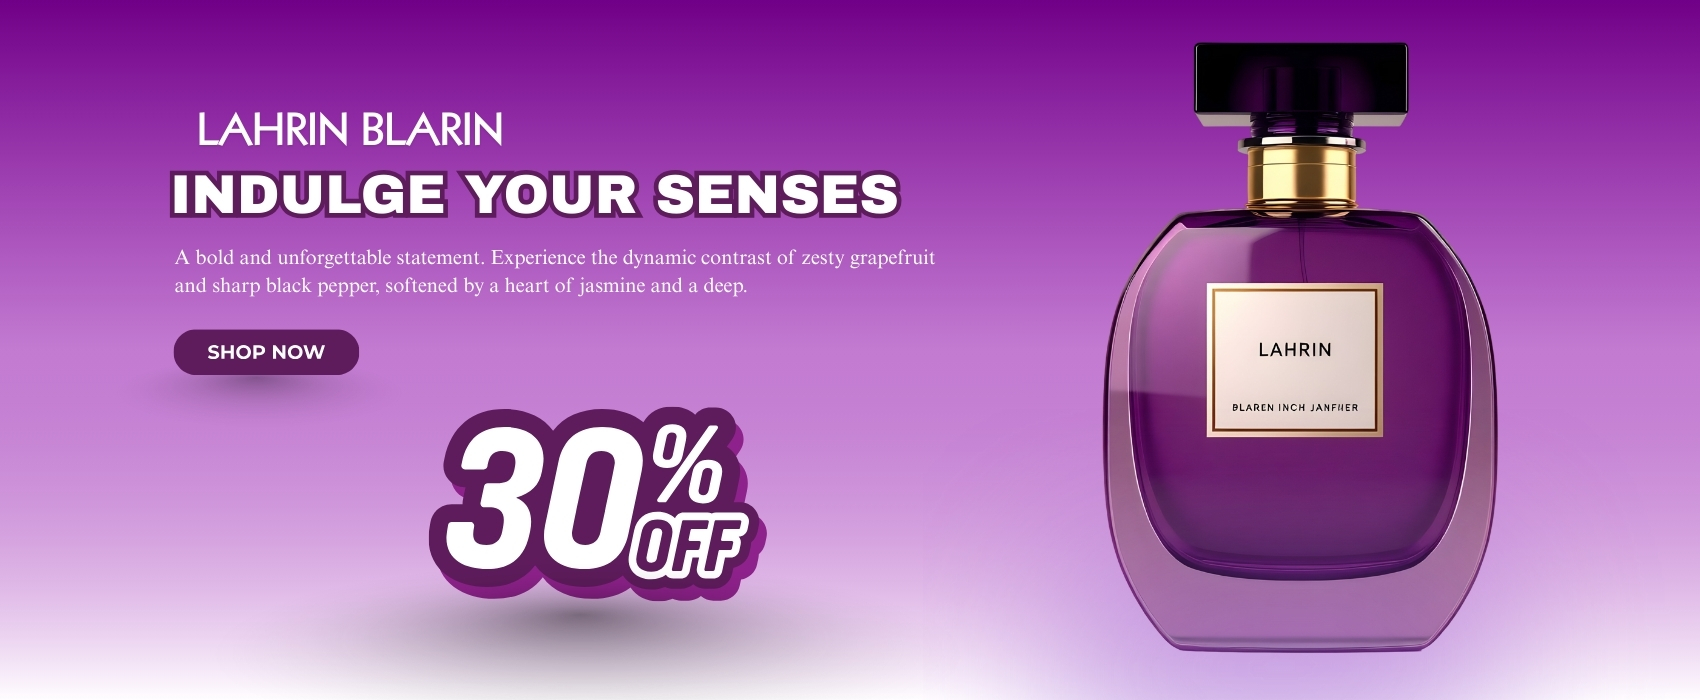 LAHRIN BLARIN
INDULGE YOUR SENSES
A bold and unforgettable statement. Experience the dynamic contrast of zesty grapefruit
and sharp black pepper, softened by a heart of jasmine and a deep.
SHOP NOW
30%
OFF
LAHRIN
BLAREN INCH